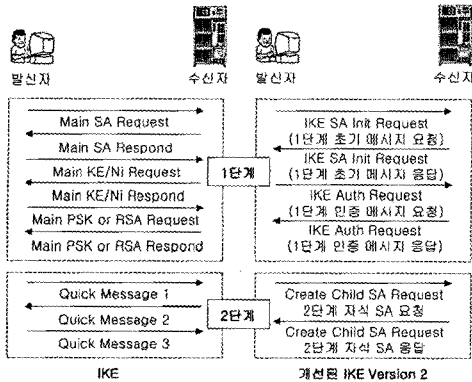 발신자
수신자
발신자
수신자
Main SA Request
Main SA Respond
Main KE/Ni Request
Main KE/Ni Respond
Main PSK or RSA Request
Main PSK or RSA Respond
1단계
IKE SA Init Request
(1단계 초기 메시지 요청)
IKE SA Init Request
(1단계 초기 메시지 응답)
IKE Auth Request
(1단계 인증 메시지 요청)
IKE Auth Request
(1단계 인증 메시지 응답)
Quick Message 1
Quick Message 2
Quick Message 3
2단계
Create Child SA Request
2단계 자식 SA 요청
Create Child SA Request
2단계 자식 SA 응답
IKE
개선된 IKE Version 2